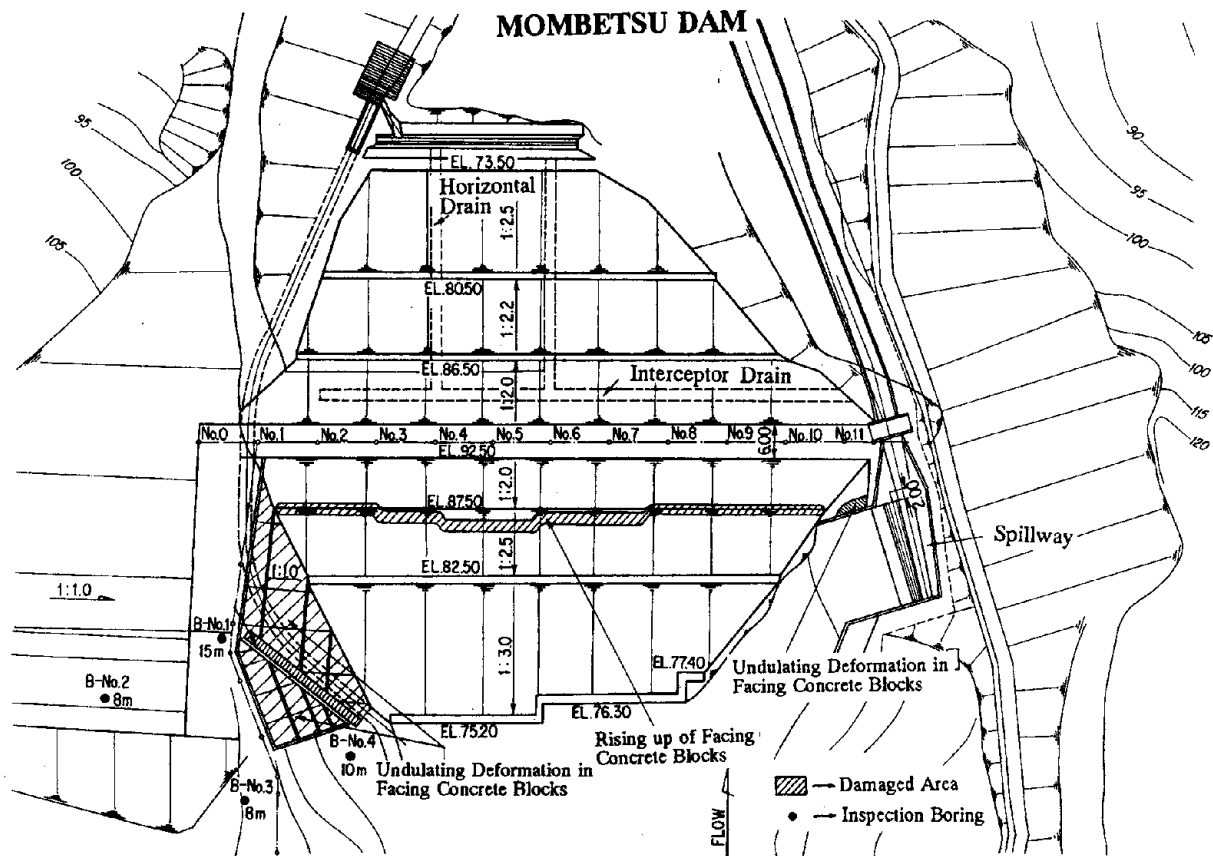 MOMBETSU DAM
95
100
105
90
95
100
105
100
115
120
EL. 73.50
Horizontal
Drain
1:2.5
EL.80.50
1:2.2
EL.86.50
Interceptor Drain
1:2.0
No.0 No.1 No.2 No.3 No.4 No.5 No.6 No.7 No.8 No.9 No.10 No.11
6.00
EL.92.50
1:2.0
EL.87.50
2.00
Spillway
1:2.5
EL.82.50
1:1.0
1:1.0
B-No.1
15m
B-No.2
8m
1:3.0
EL.77.40
EL.76.30
EL.75.20
Undulating Deformation in
Facing Concrete Blocks
Rising up of Facing
Concrete Blocks
B-No.4
10m
Undulating Deformation in
Facing Concrete Blocks
B-No.3
8m
FLOW
Damaged Area
Inspection Boring